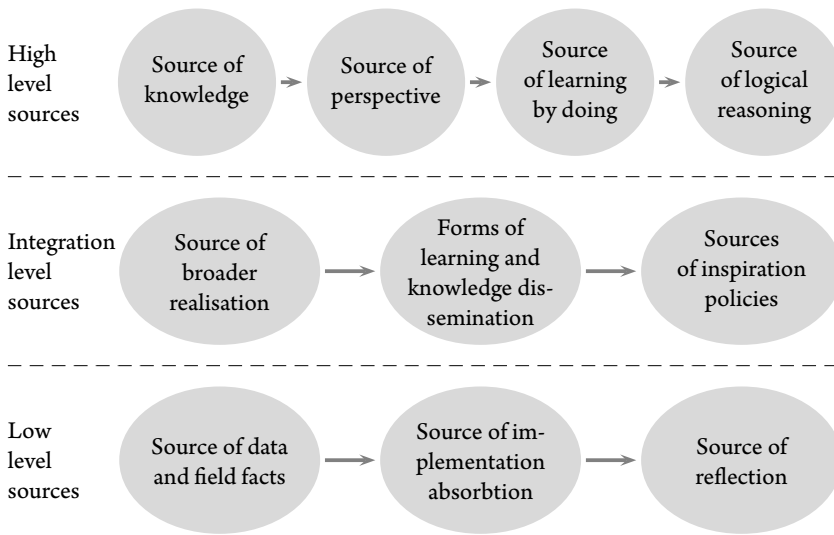 High
level
sources
Source of
knowledge
Source of
perspective
Source
of learning
by doing
Source
of logical
reasoning
Integration
level
sources
Source of
broader
realisation
Forms of
learning and
knowledge dis-
semination
Sources
of inspiration
policies
Low
level
sources
Source of data
and field facts
Source of im-
plementation
absorbtion
Source of
reflection